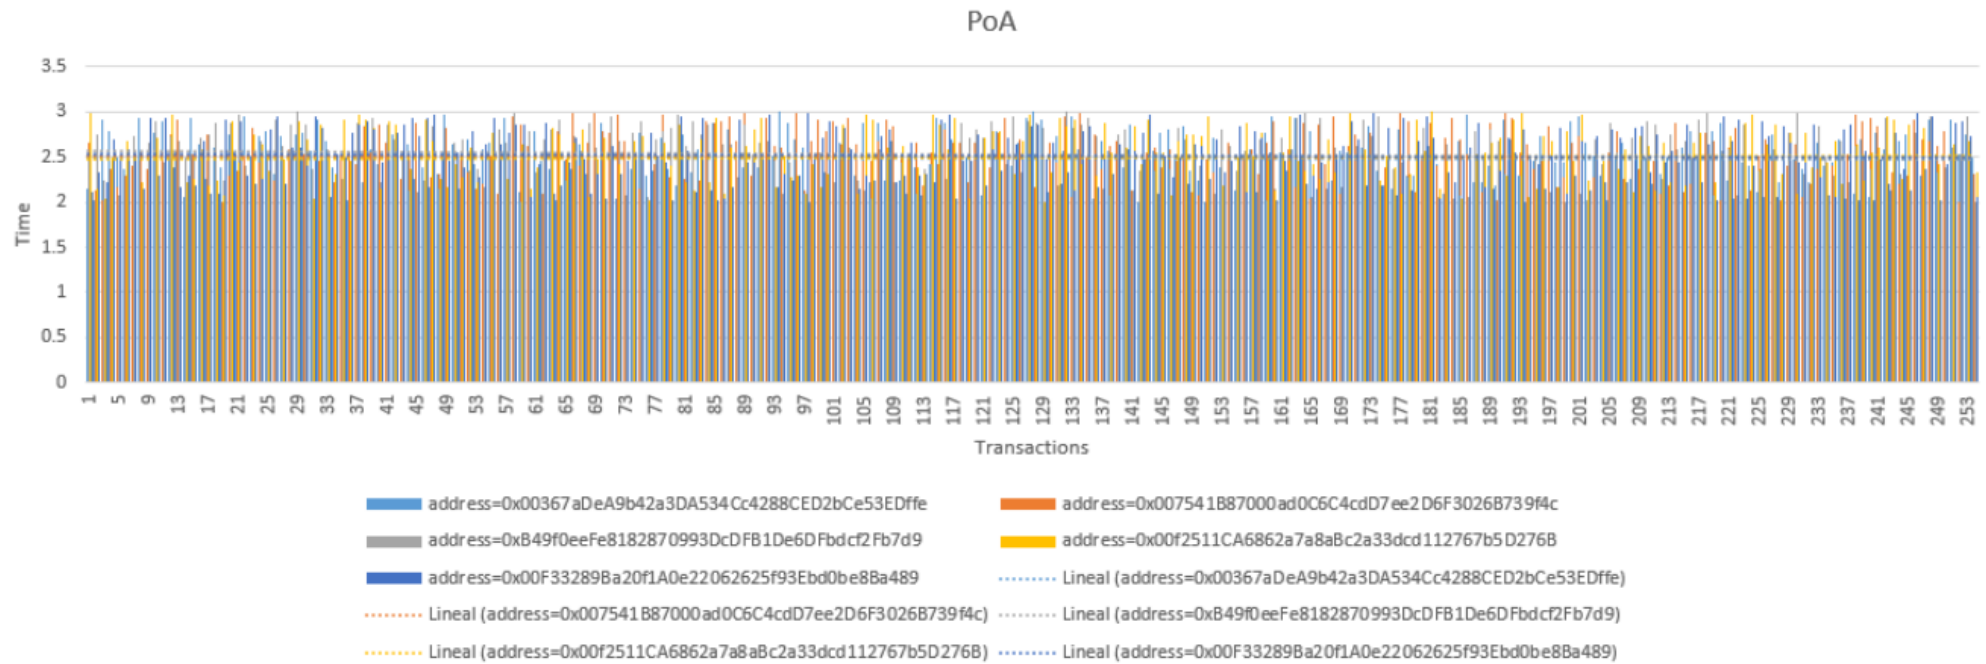 PoA
3.5
3
2.5
2
1.5
1
0.5
0
Time
1 5 9 13 17 21 25 29 33 37 41 45 49 53 57 61 65 69 73 77 81 85 89 93 97 101 105 109 113 117 121 125 129 133 137 141 145 149 153 157 161 165 169 173 177 181 185 189 193 197 201 205 209 213 217 221 225 229 233 237 241 245 249 253
Transactions
address=0x00367aDeA9b42a3DA534Cc4288CED2bCe53EDffe address=0x007541B87000ad0C6C4cdD7ee2D6F3026B739f4c
address=0xB49f0eeFe8182870993DcDFB1De6DFbdcf2Fb7d9 address=0x00f2511CA6862a7a8aBc2a33dcd112767b5D276B
address=0x00F33289Ba20f1A0e22062625f93Ebd0be8Ba489 Lineal (address=0x00367aDeA9b42a3DA534Cc4288CED2bCe53EDffe)
Lineal (address=0x007541B87000ad0C6C4cdD7ee2D6F3026B739f4c) Lineal (address=0xB49f0eeFe8182870993DcDFB1De6DFbdcf2Fb7d9)
Lineal (address=0x00f2511CA6862a7a8aBc2a33dcd112767b5D276B) Lineal (address=0x00F33289Ba20f1A0e22062625f93Ebd0be8Ba489)